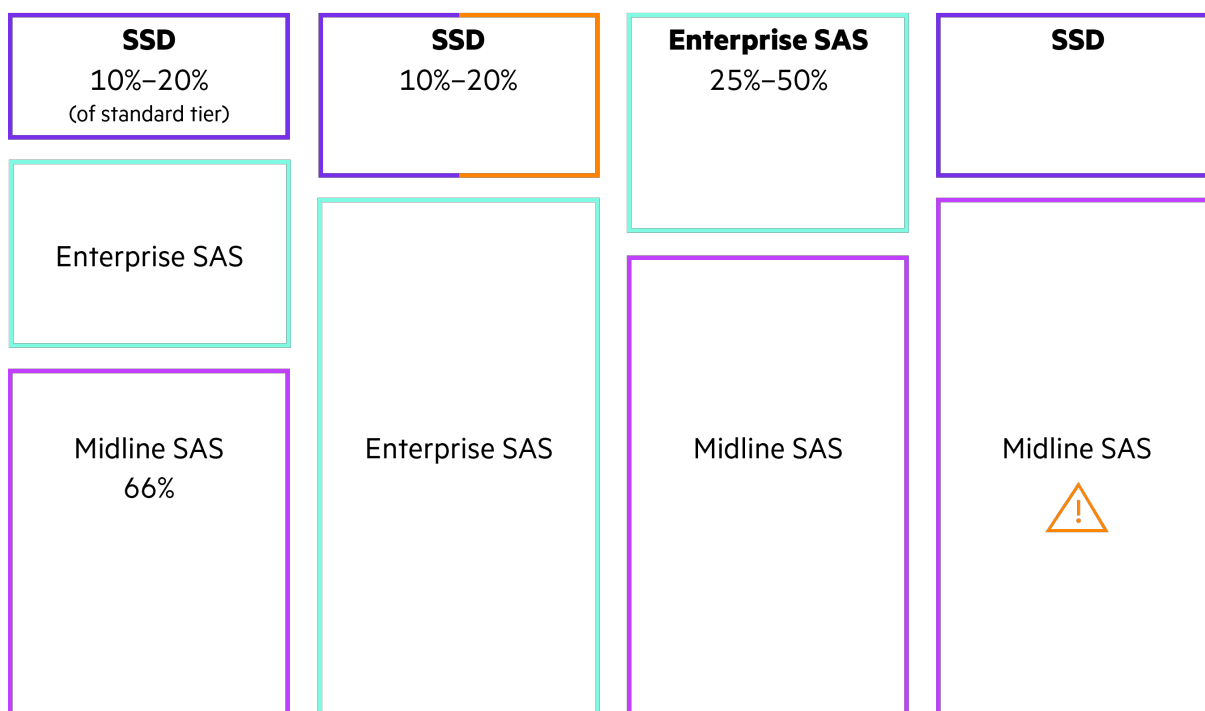 SSD
10%–20%
(of standard tier)
Enterprise SAS
Midline SAS
66%
SSD
10%–20%
Enterprise SAS
Enterprise SAS
25%–50%
Midline SAS
SSD
Midline SAS
!